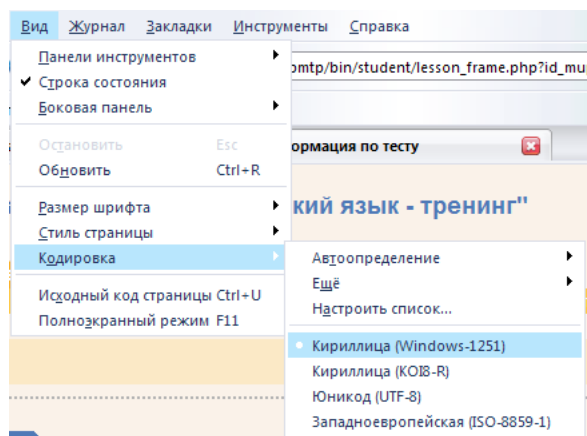 Вид Журнал Закладки Инструменты Справка
Панели инструментов
Строка состояния
Боковая панель
Остановить Esc
Обновить Ctrl+R
Размер шрифта
Стиль страницы
Кодировка
Исходный код страницы Ctrl+U
Полноэкранный режим F11
omtp/bin/student/lesson_frame.php?id_mu
ормация по тесту
кий язык - тренинг"
Автоопределение
Ещё
Настроить список...
Кириллица (Windows-1251)
Кириллица (KOI8-R)
Юникод (UTF-8)
Западноевропейская (ISO-8859-1)